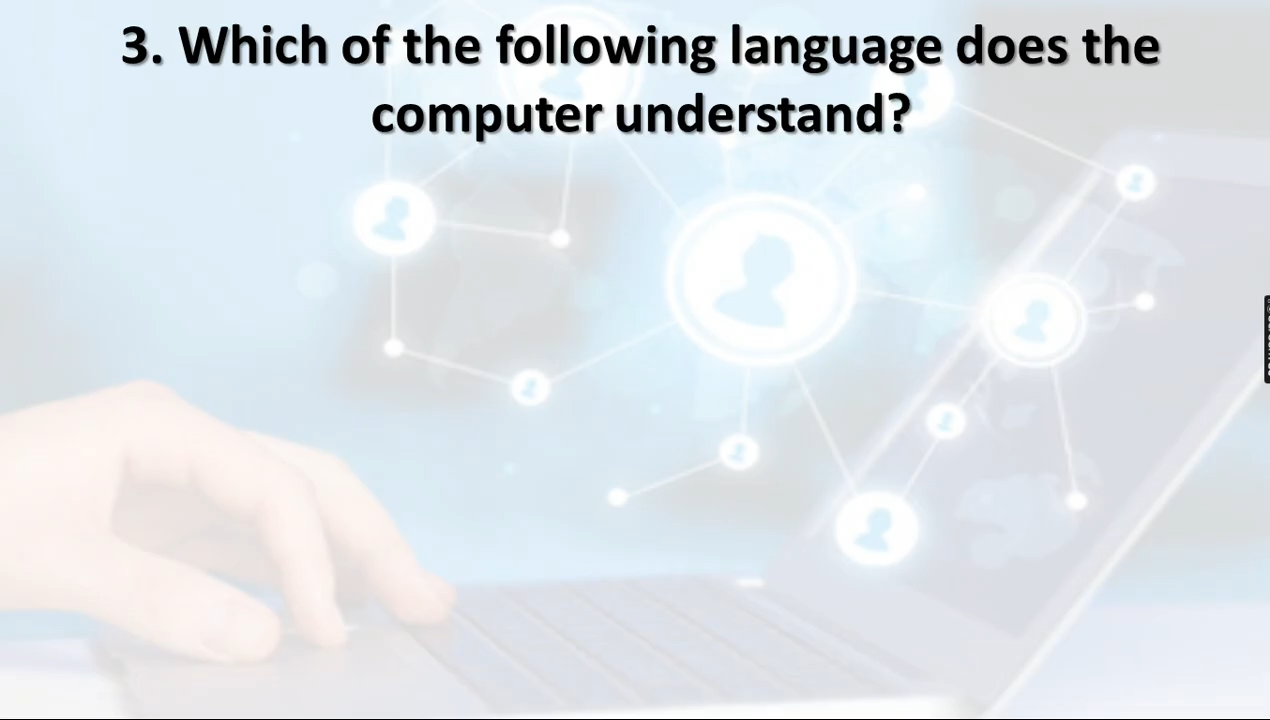 3. Which of the following language does the
computer understand?